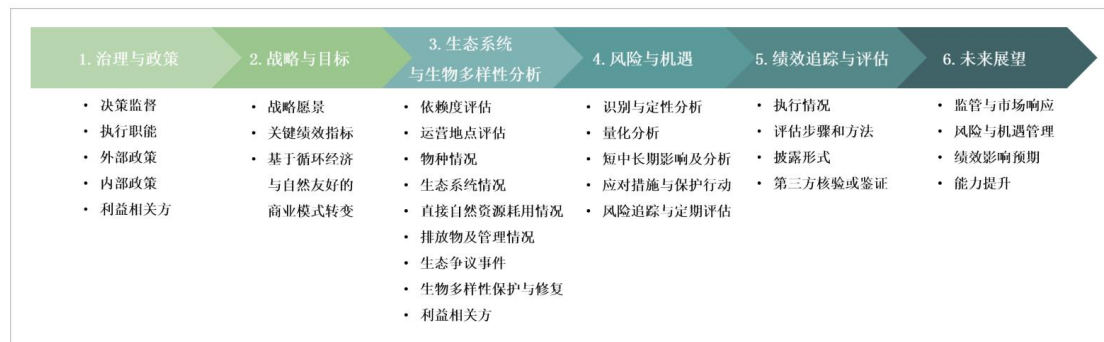 1. 治理与政策
• 决策监督
• 执行职能
• 外部政策
• 内部政策
• 利益相关方
2. 战略与目标
• 战略愿景
• 关键绩效指标
• 基于循环经济
与自然友好的
商业模式转变
3. 生态系统
与生物多样性分析
• 依赖度评估
• 运营地点评估
• 物种情况
• 生态系统情况
• 直接自然资源耗用情况
• 排放物及管理情况
• 生态争议事件
• 生物多样性保护与修复
• 利益相关方
4. 风险与机遇
• 识别与定性分析
• 量化分析
• 短中长期影响及分析
• 应对措施与保护行动
• 风险追踪与定期评估
5. 绩效追踪与评估
• 执行情况
• 评估步骤和方法
• 披露形式
• 第三方核验或鉴证
6. 未来展望
• 监管与市场响应
• 风险与机遇管理
• 绩效影响预期
• 能力提升